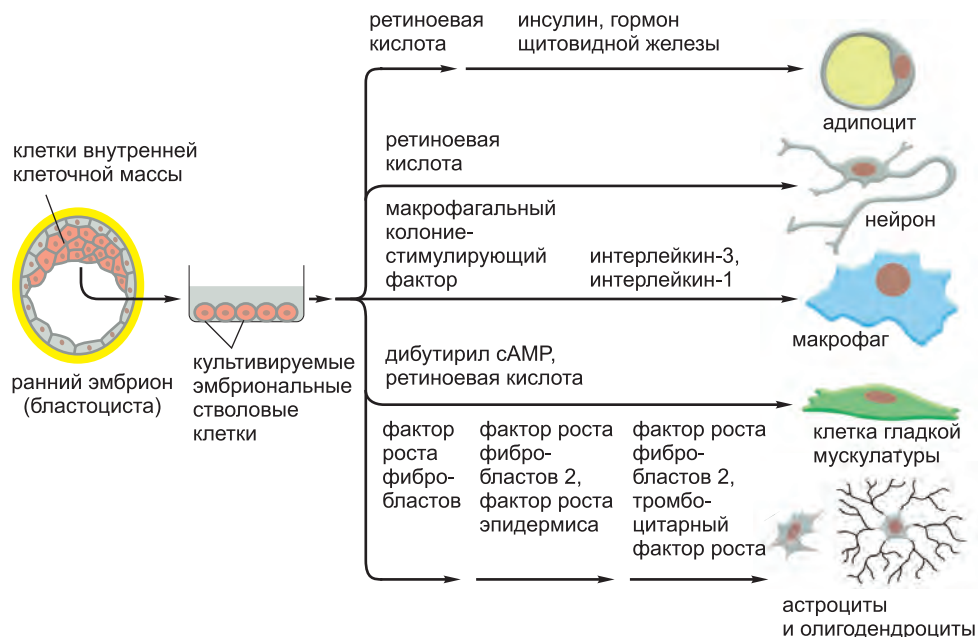 ретиноевая
кислота
инсулин, гормон
щитовидной железы
адипоцит
клетки внутренней
клеточной массы
ретиноевая
кислота
нейрон
макрофагальный
колоние-
стимулирующий
фактор
интерлейкин-3,
интерлейкин-1
макрофаг
ранний эмбрион
(бластоциста)
культивируемые
эмбриональные
стволовые
клетки
дибутирил сАМР,
ретиноевая кислота
клетка гладкой
мускулатуры
фактор
роста
фибро-
бластов
фактор роста
фибро-
бластов 2,
фактор роста
эпидермиса
фактор роста
фибро-
бластов 2,
тромбо-
цитарный
фактор роста
астроциты
и олигодендроциты